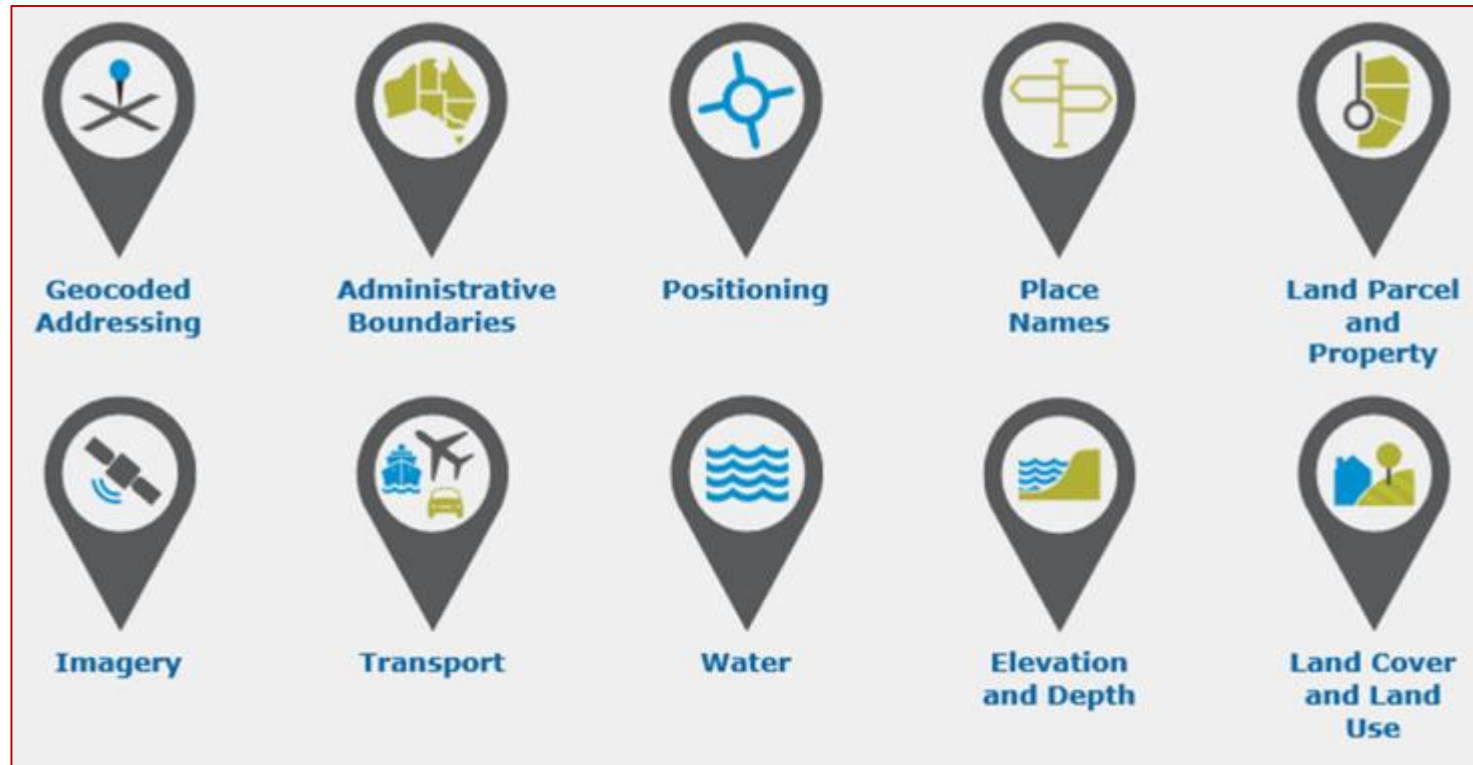 Geocoded
Addressing
Administrative
Boundaries
Positioning
Place
Names
Land Parcel
and
Property
Imagery
Transport
Water
Elevation
and Depth
Land Cover
and Land
Use